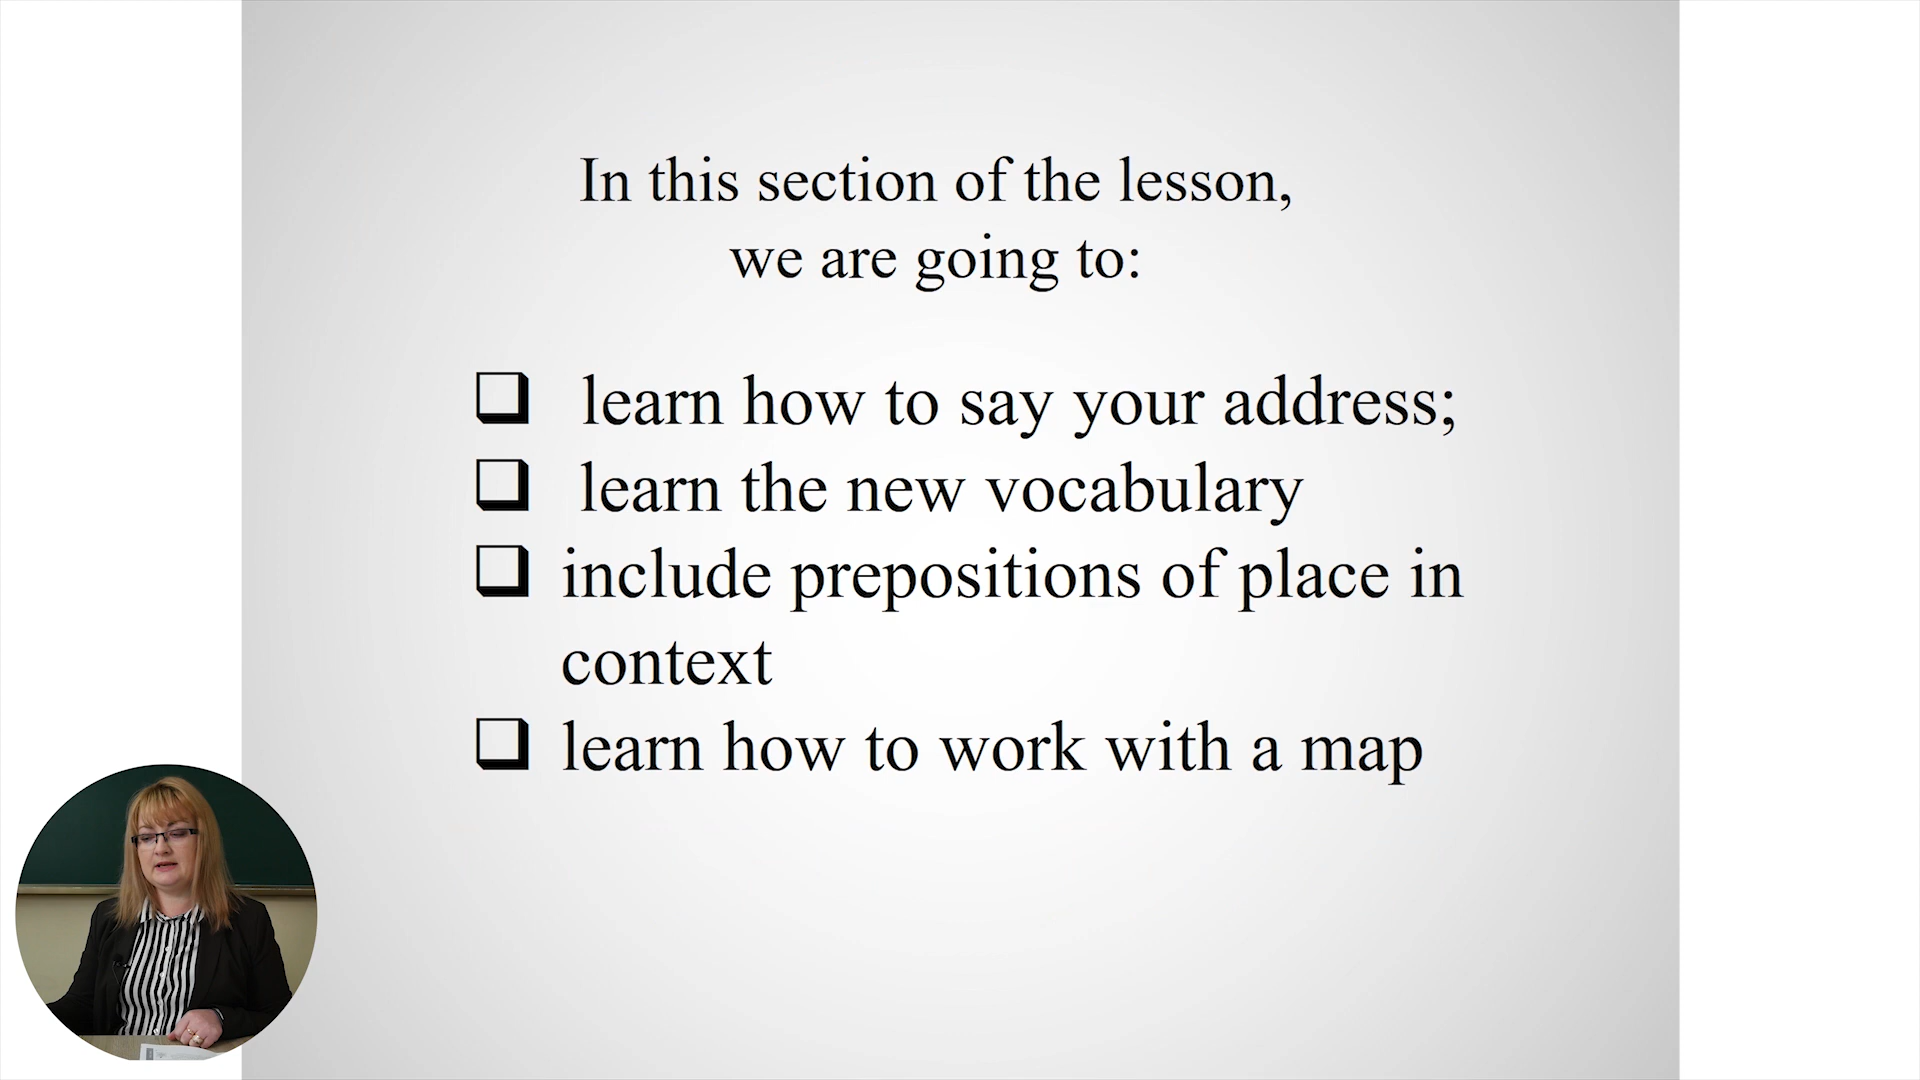 In this section of the lesson,
we are going to:
learn how to say your address;
learn the new vocabulary
include prepositions of place in
context
learn how to work with a map